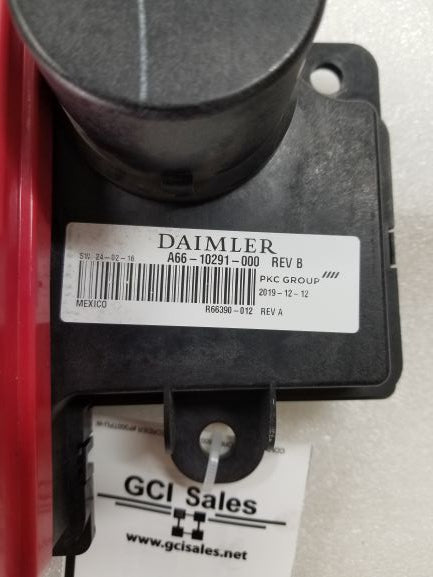 DAIMLER
S1C 24-02-16 A66-10291-000 REV B
PKC GROUP
2019-12-12
MEXICO R66390-012 REV A
GCI Sales
www.gcisales.net